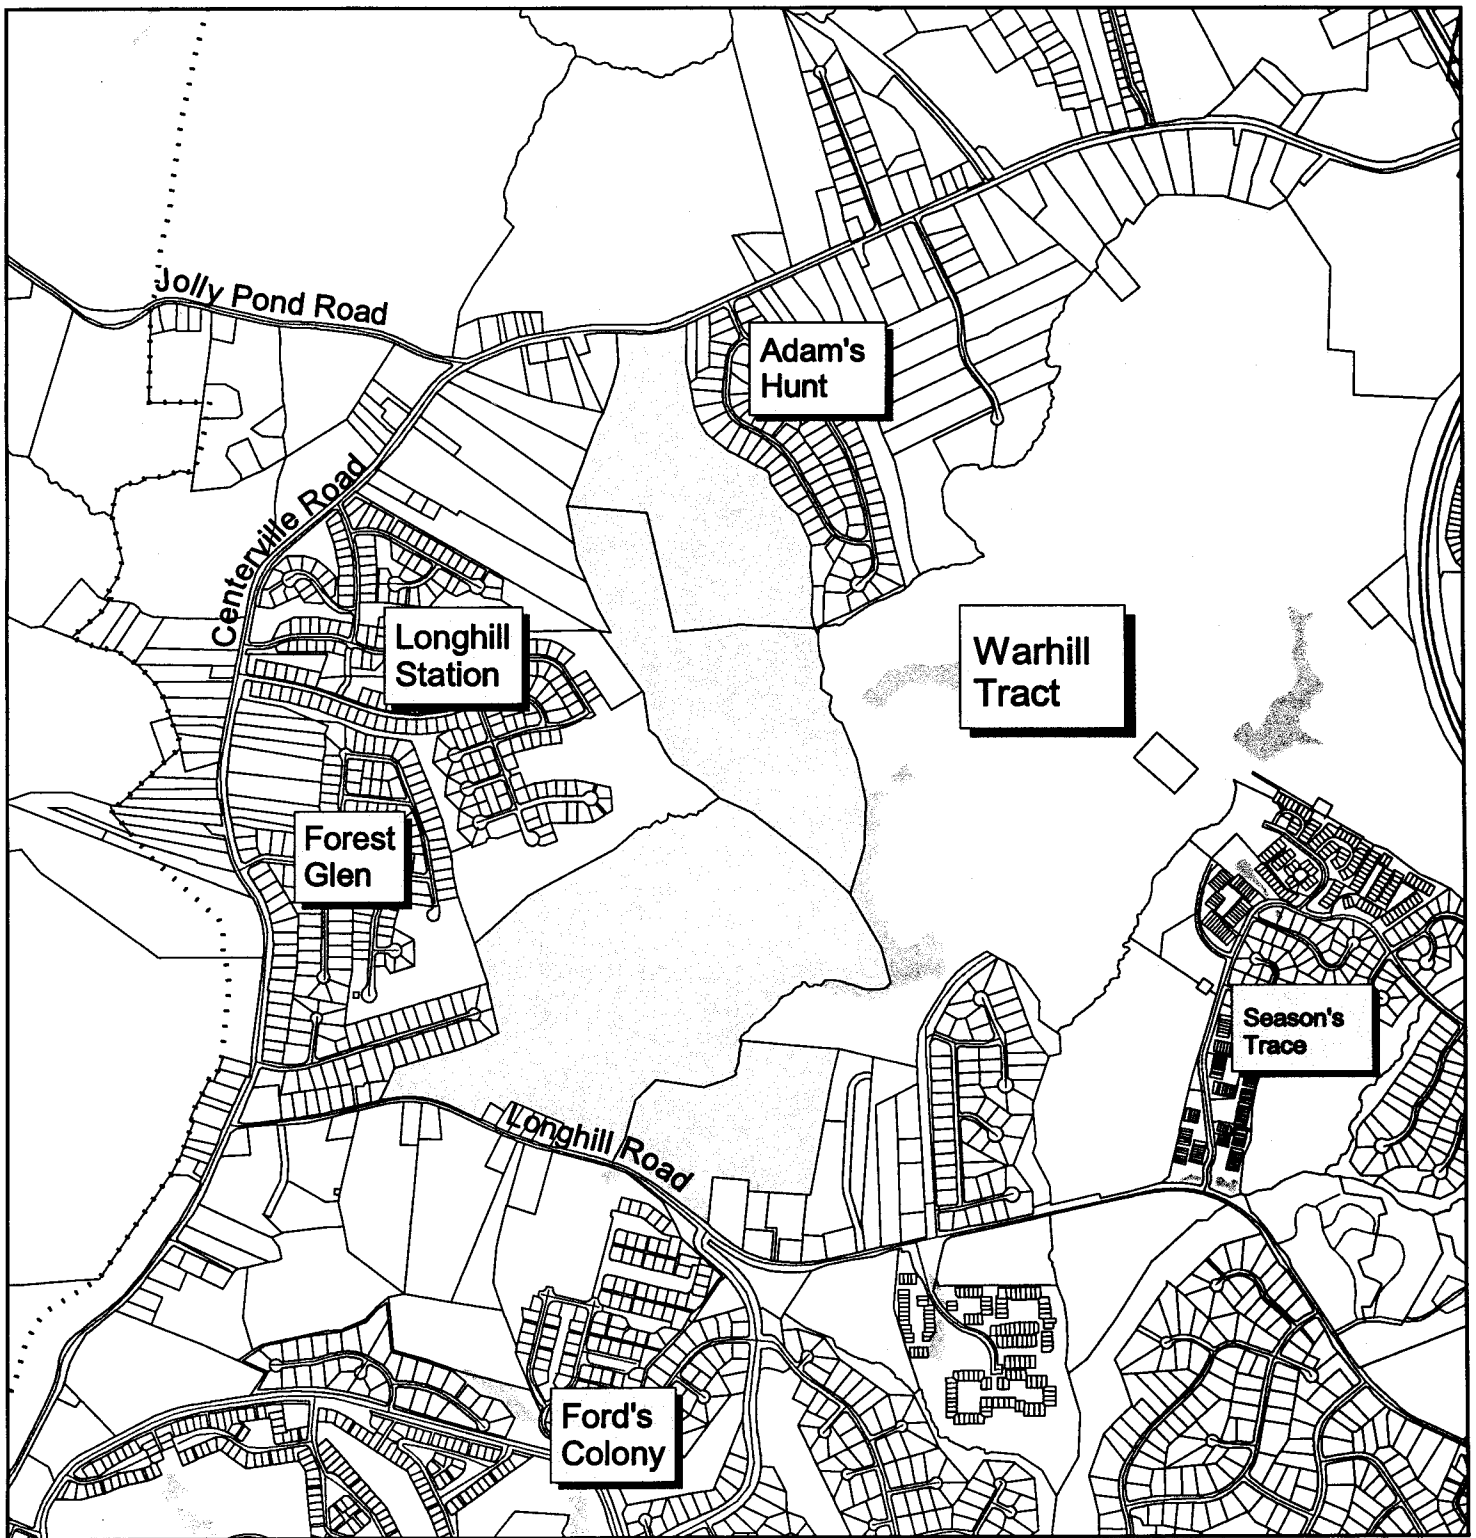 Jolly Pond Road
Adam's
Hunt
Centerville Road
Longhill
Station
Warhill
Tract
Forest
Glen
Season's
Trace
Longhill Road
Ford's
Colony